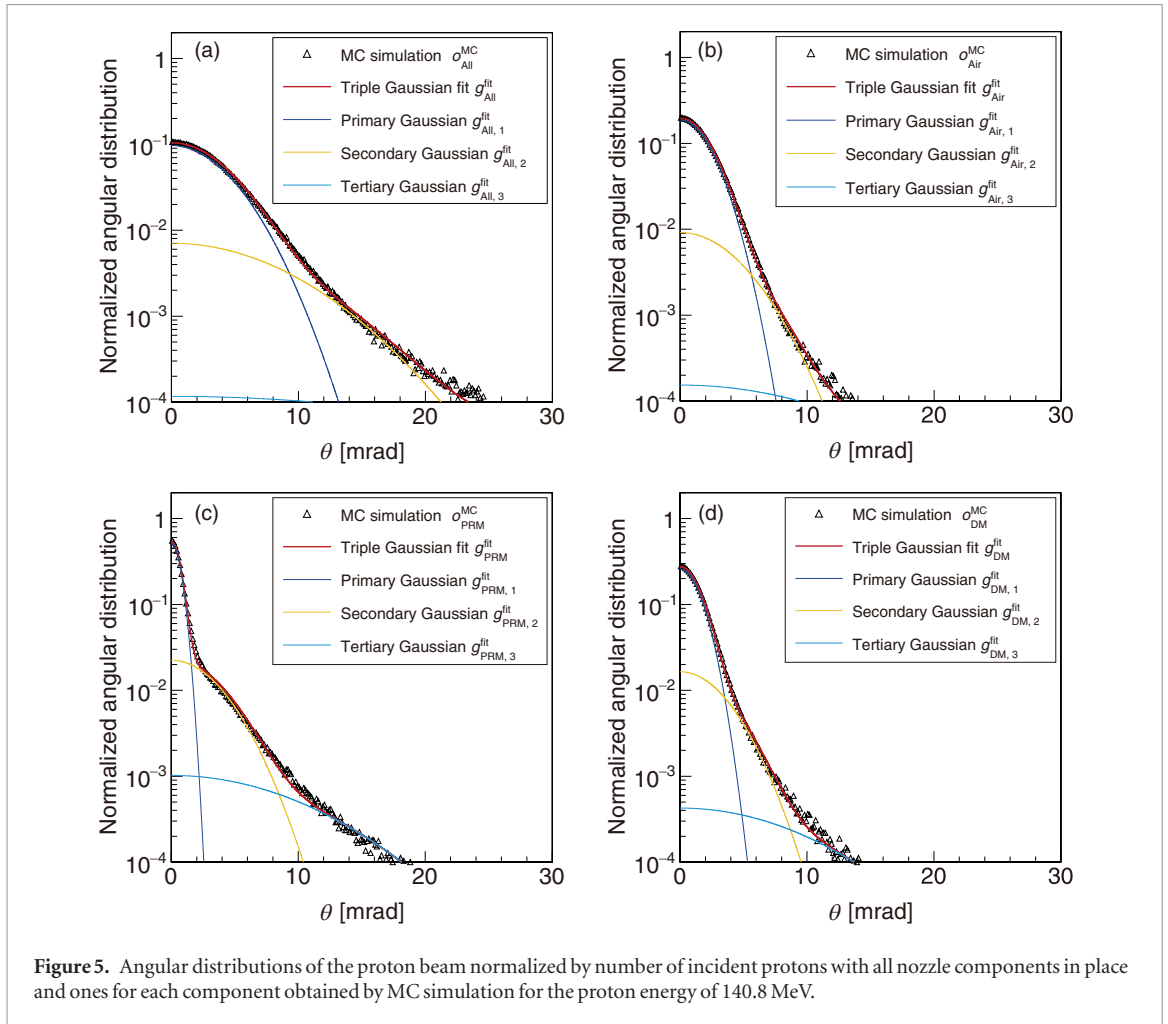 (a)
MC simulation o^MC_All
Triple Gaussian fit g^fit_All
Primary Gaussian g^fit_All, 1
Secondary Gaussian g^fit_All, 2
Tertiary Gaussian g^fit_All, 3
Normalized angular distribution
1
10^−1
10^−2
10^−3
10^−4
0 10 20 30
θ [mrad]
(b)
MC simulation o^MC_Air
Triple Gaussian fit g^fit_Air
Primary Gaussian g^fit_Air, 1
Secondary Gaussian g^fit_Air, 2
Tertiary Gaussian g^fit_Air, 3
Normalized angular distribution
1
10^−1
10^−2
10^−3
10^−4
0 10 20 30
θ [mrad]
(c)
MC simulation o^MC_PRM
Triple Gaussian fit g^fit_PRM
Primary Gaussian g^fit_PRM, 1
Secondary Gaussian g^fit_PRM, 2
Tertiary Gaussian g^fit_PRM, 3
Normalized angular distribution
1
10^−1
10^−2
10^−3
10^−4
0 10 20 30
θ [mrad]
(d)
MC simulation o^MC_DM
Triple Gaussian fit g^fit_DM
Primary Gaussian g^fit_DM, 1
Secondary Gaussian g^fit_DM, 2
Tertiary Gaussian g^fit_DM, 3
Normalized angular distribution
1
10^−1
10^−2
10^−3
10^−4
0 10 20 30
θ [mrad]
Figure 5. Angular distributions of the proton beam normalized by number of incident protons with all nozzle components in place
and ones for each component obtained by MC simulation for the proton energy of 140.8 MeV.